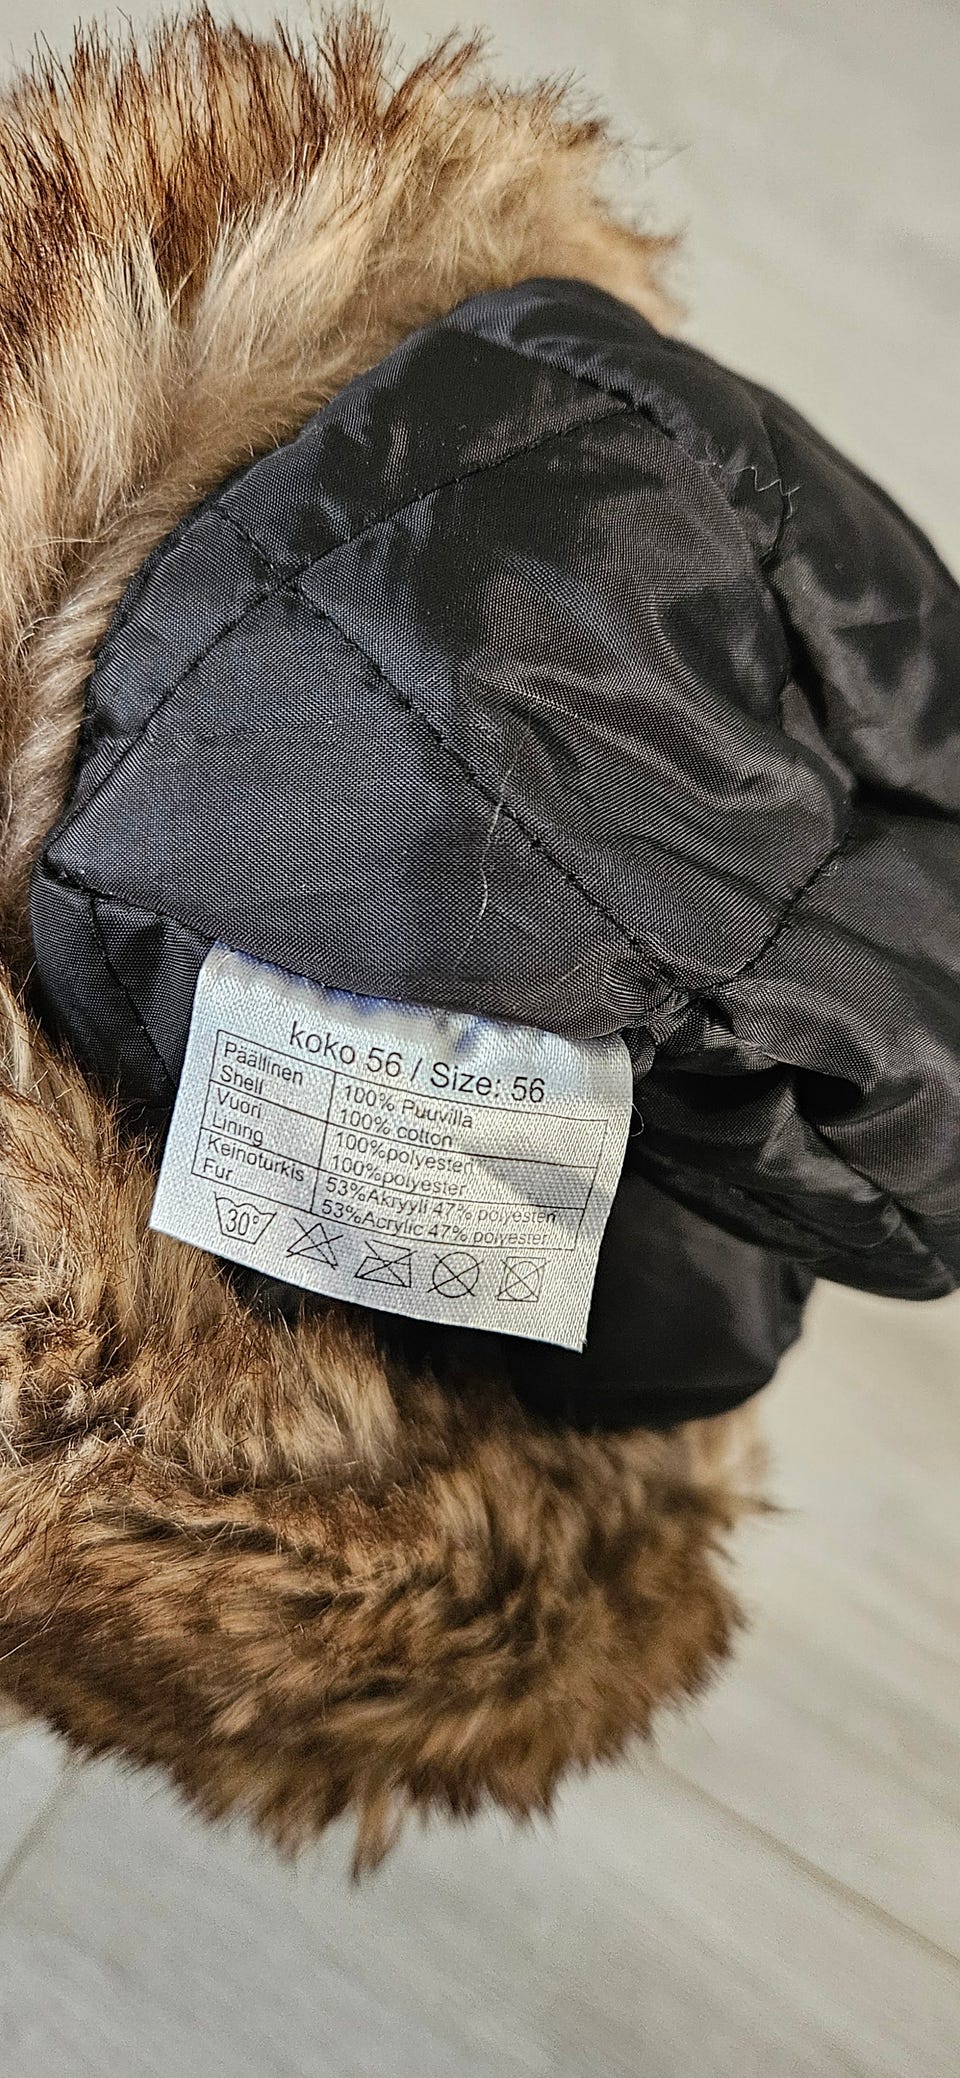 koko 56 / Size: 56
Päällinen 100% Puuvilla
Shell 100% cotton
Vuori 100%polyesteri
Lining 100%polyester
Keinoturkis 53%Akryyli 47% polyesteri
Fur 53%Acrylic 47% polyester
30°